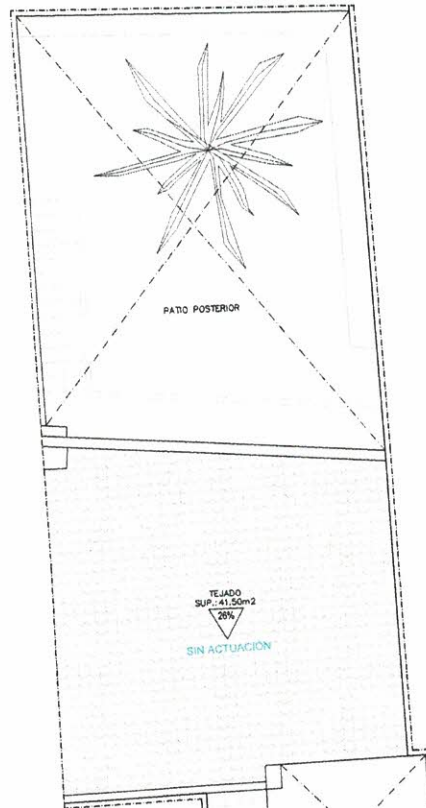 PATIO POSTERIOR
TEJADO
SUP.: 41,50m2
26%
SIN ACTUACIÓN